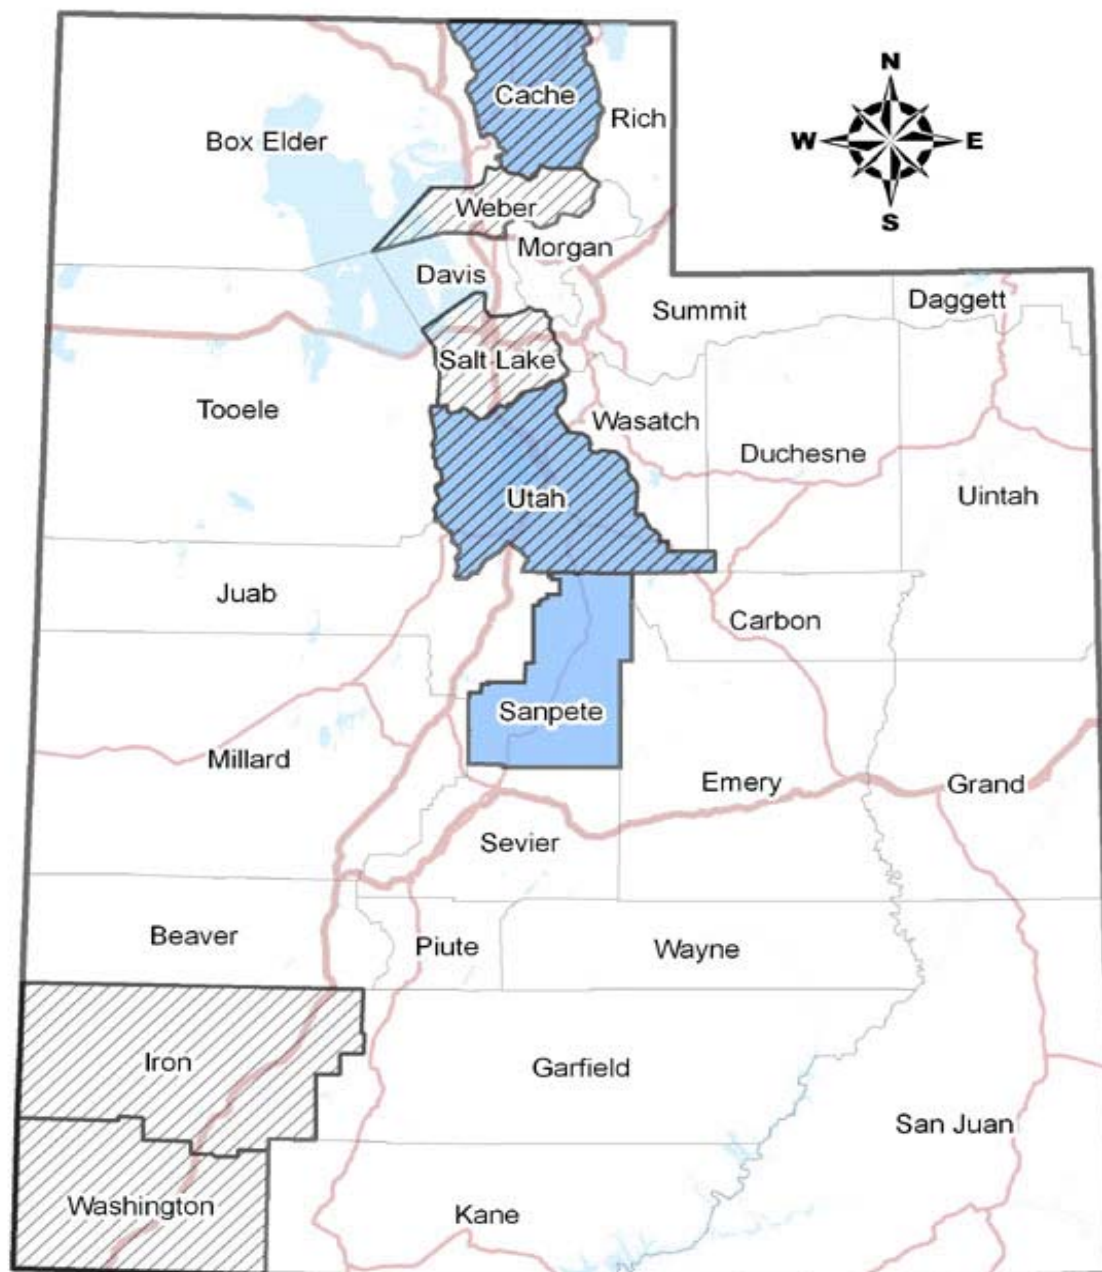 N
Cache
Rich
Box Elder
W
E
Weber
S
Morgan
Davis
Daggett
Summit
Salt Lake
Tooele
Wasatch
Duchesne
Utah
Uintah
Juab
Carbon
Sanpete
Millard
Emery
Grand
Sevier
Beaver
Piute
Wayne
Iron
Garfield
San Juan
Washington
Kane